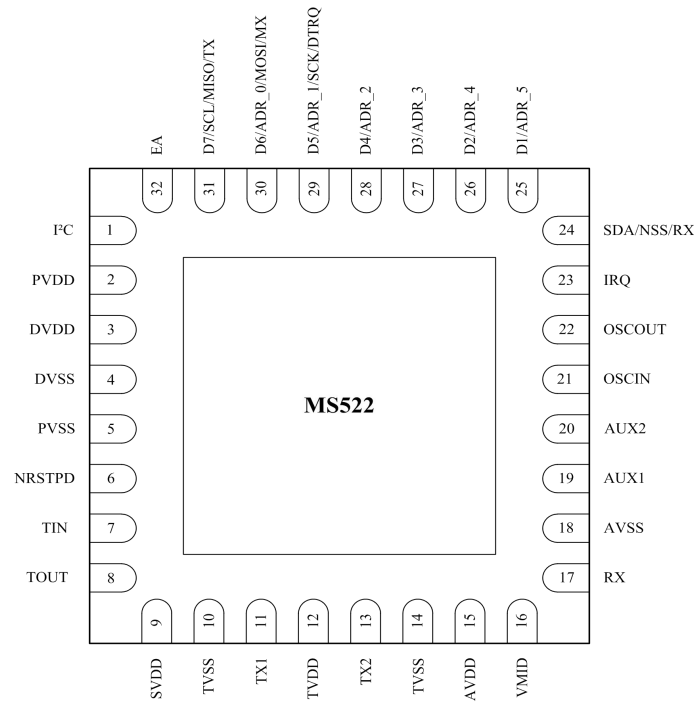 EA
D7/SCL/MISO/TX
D6/ADR_0/MOSI/MX
D5/ADR_1/SCK/DTRQ
D4/ADR_2
D3/ADR_3
D2/ADR_4
D1/ADR_5
32
31
30
29
28
27
26
25
I²C 1
PVDD 2
DVDD 3
DVSS 4
PVSS 5
NRSTPD 6
TIN 7
TOUT 8
MS522
24 SDA/NSS/RX
23 IRQ
22 OSCOUT
21 OSCIN
20 AUX2
19 AUX1
18 AVSS
17 RX
9
10
11
12
13
14
15
16
SVDD
TVSS
TX1
TVDD
TX2
TVSS
AVDD
VMID